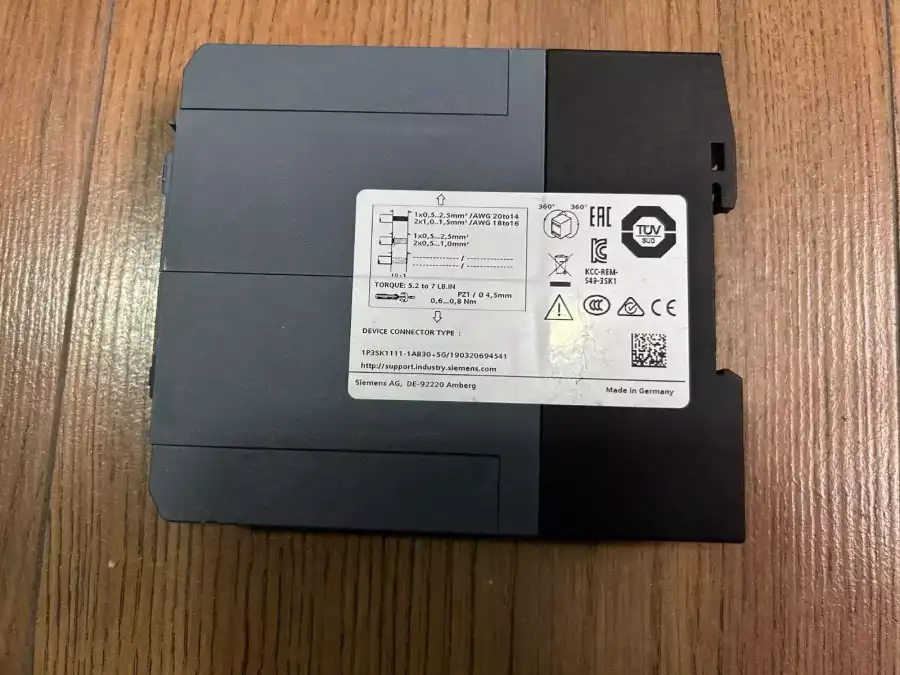 1x0,5..2,5mm² /AWG 20to14
2x1,0..1,5mm² /AWG 18to16
1x0,5...2,5mm²
2x0,5...1,0mm²
--------------- / ---------------
--------------- / ---------------
10 + 1
TORQUE: 5.2 to 7 LB.IN
PZ1 / Ø 4,5mm
0,6...0,8 Nm
DEVICE CONNECTOR TYPE :
1P3SK1111-1AB30+SG/190320694541
http://support.industry.siemens.com
Siemens AG, DE-92220 Amberg
360° 360°
EAC
TÜV
SÜD
KCC-REM-
S49-3SK1
CCC
CE
Made in Germany